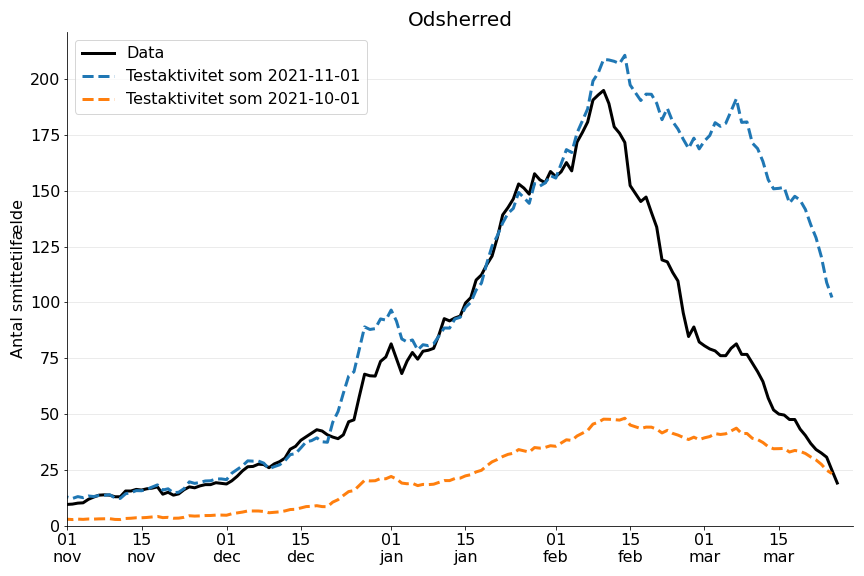 Odsherred
Data
Testaktivitet som 2021-11-01
Testaktivitet som 2021-10-01
Antal smittetilfælde
200
175
150
125
100
75
50
25
0
01 15 01 15 01 15 01 15 01 15
nov nov dec dec jan jan feb feb mar mar